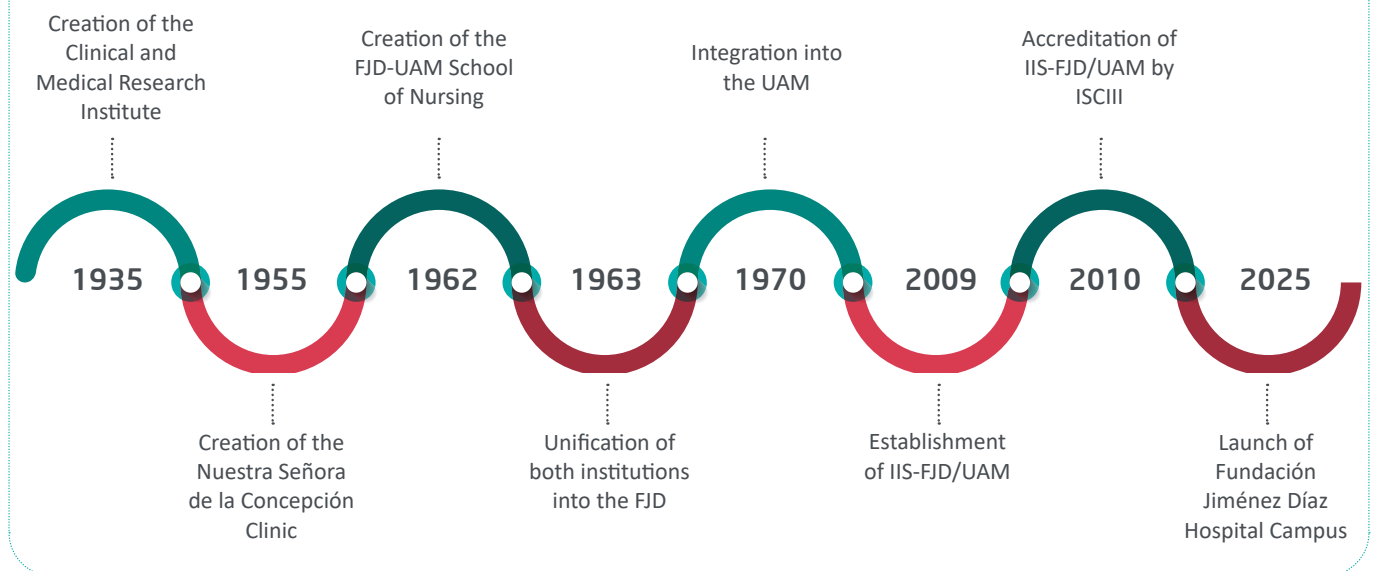 Creation of the
Clinical and
Medical Research
Institute
Creation of the
FJD-UAM School
of Nursing
Integration into
the UAM
Accreditation of
IIS-FJD/UAM by
ISCIII
1935
1955
1962
1963
1970
2009
2010
2025
Creation of the
Nuestra Señora
de la Concepción
Clinic
Unification of
both institutions
into the FJD
Establishment
of IIS-FJD/UAM
Launch of
Fundación
Jiménez Díaz
Hospital Campus